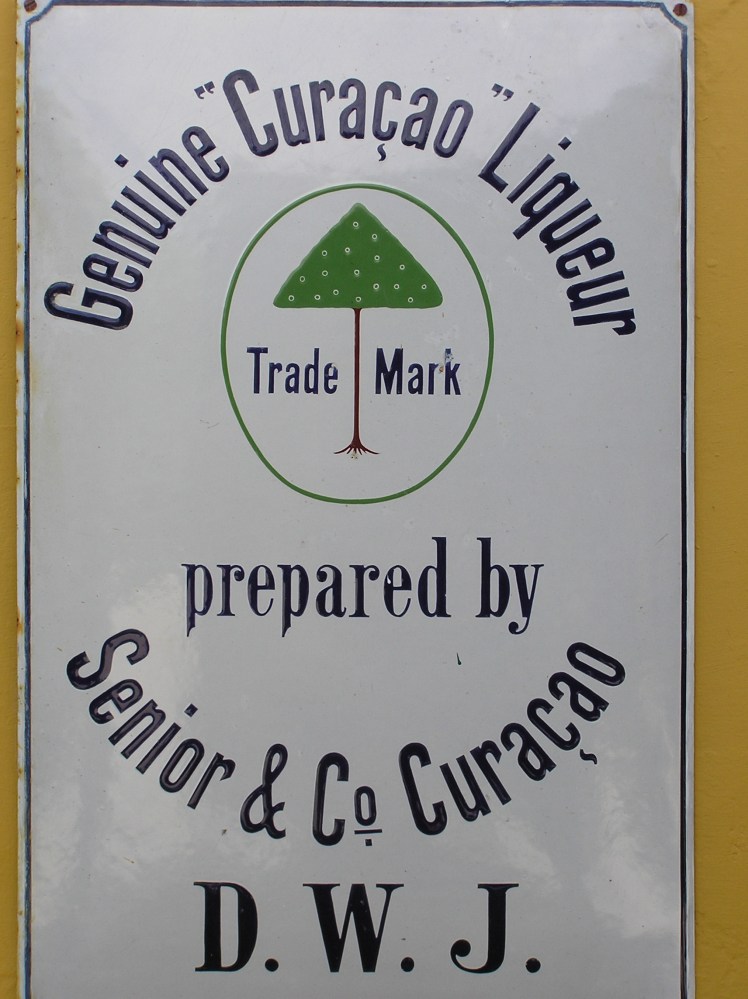 Genuine "Curaçao" Liqueur
Trade Mark
prepared by
Senior & Co Curaçao
D. W. J.